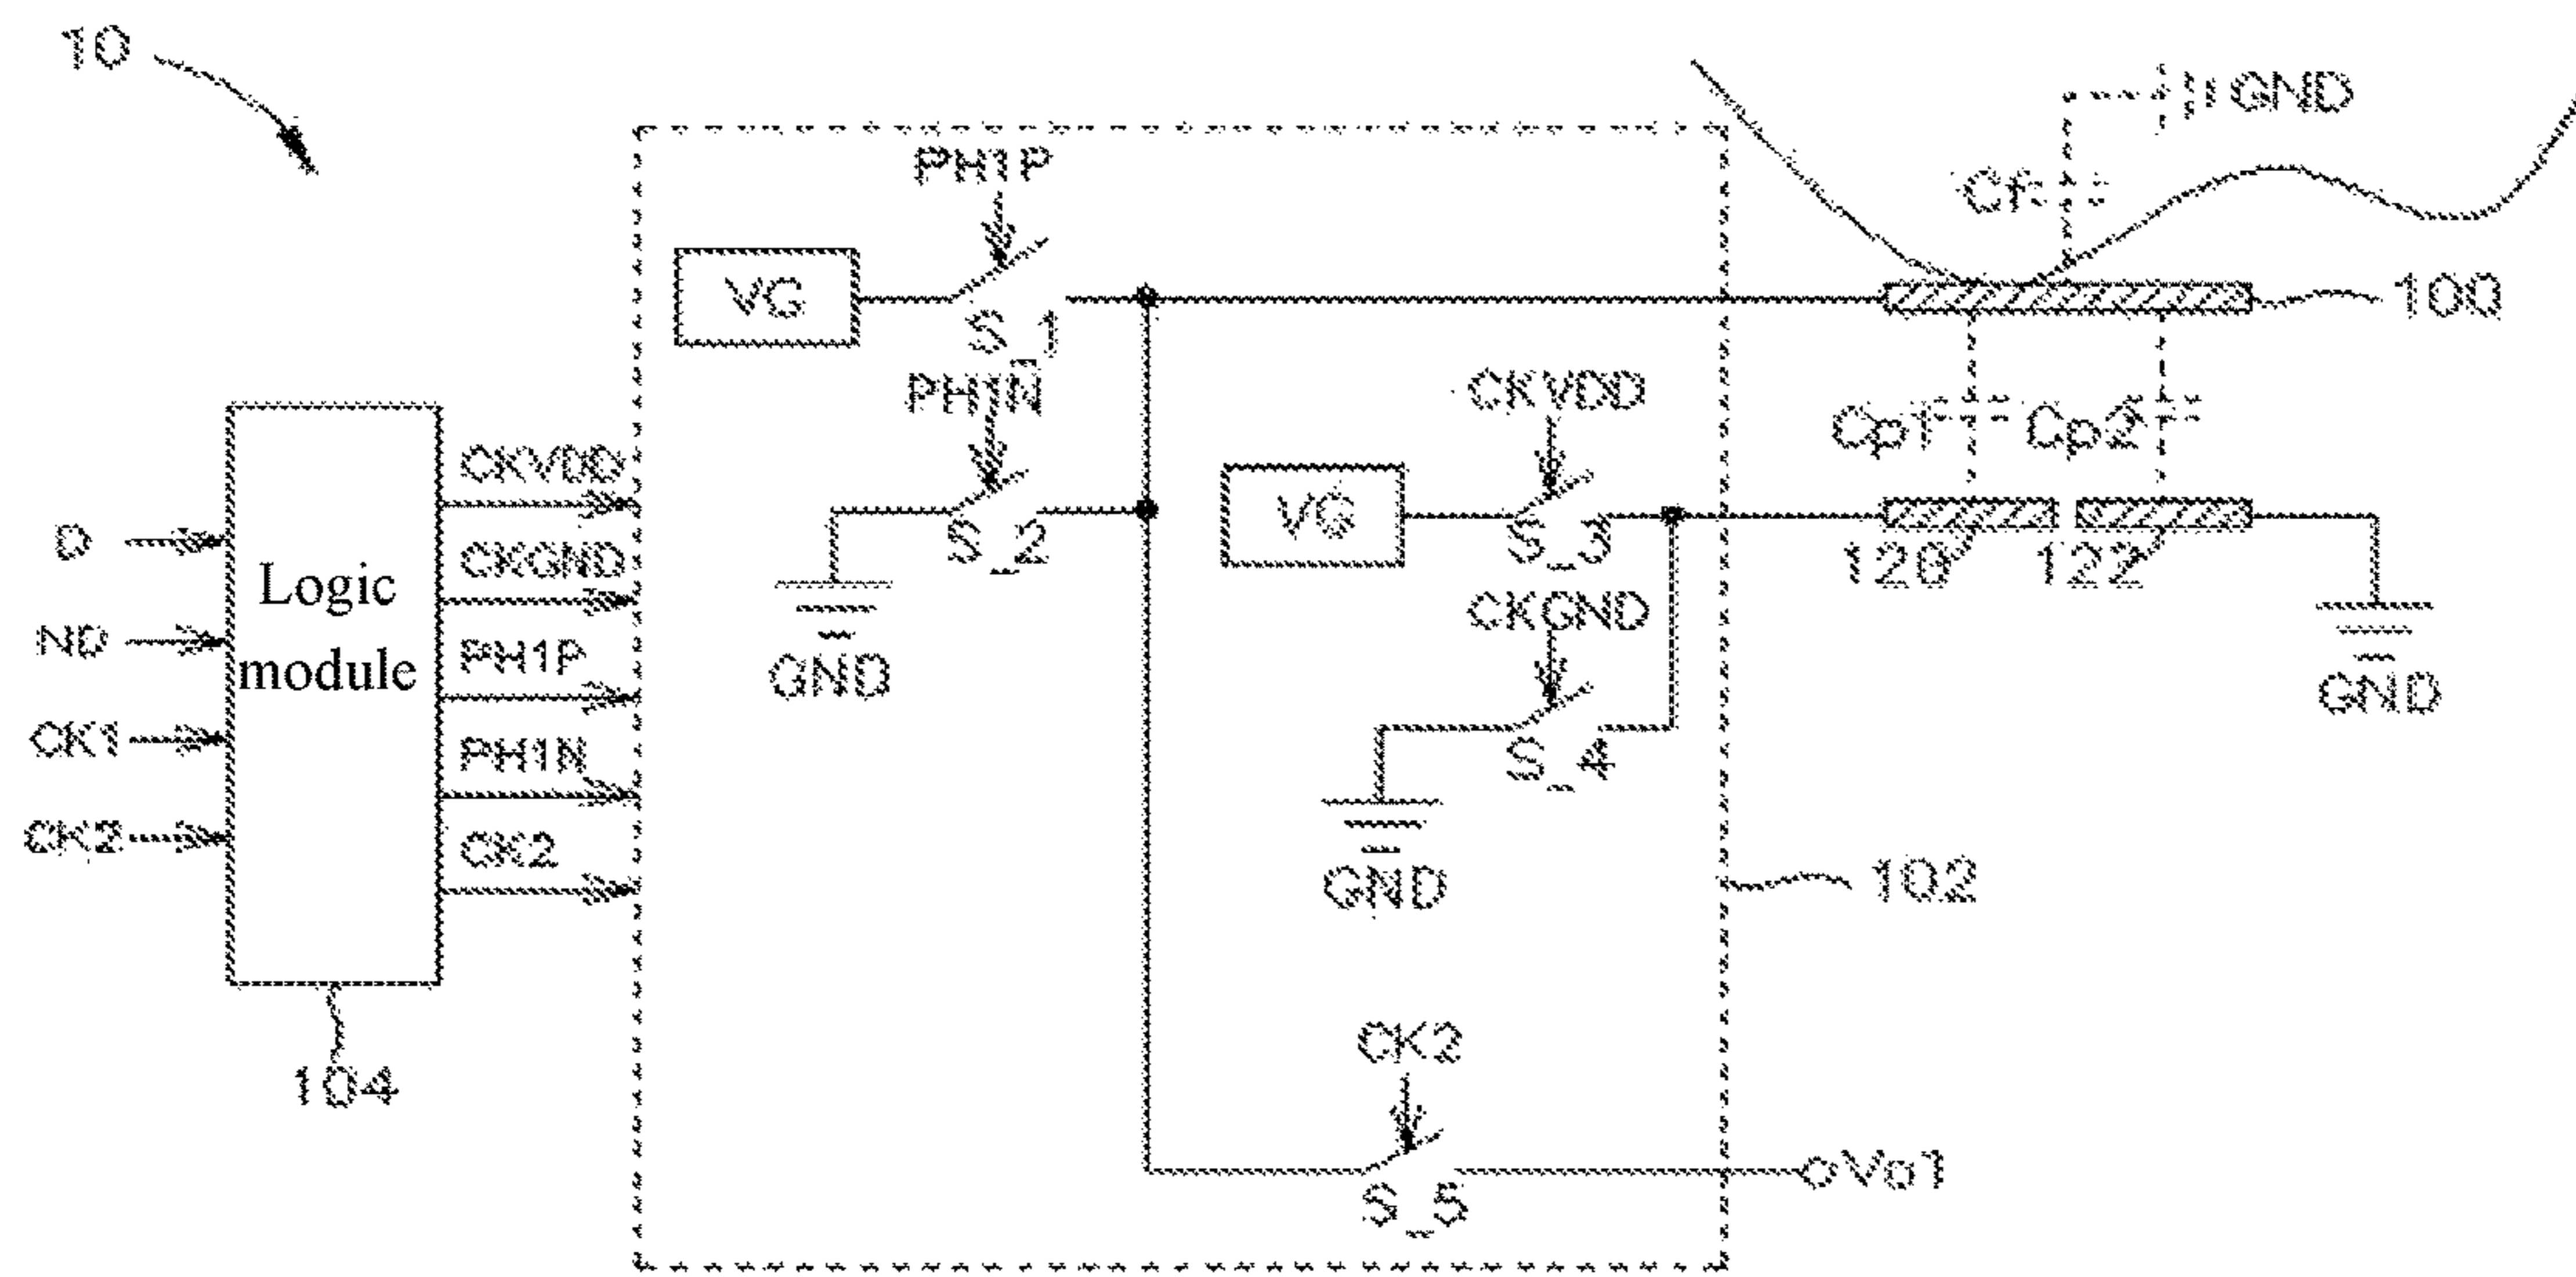 10
GND
PH1P
Cf
VG
S_1
100
PH1N
CKVDD
Cp1
Cp2
CKVDD
VG
S_2
S_3
120
122
D
CKGND
Logic
module
CKGND
GND
ND
PH1P
GND
CK1
PH1N
S_4
CK2
CK2
GND
102
CK2
104
S_5
Vo1